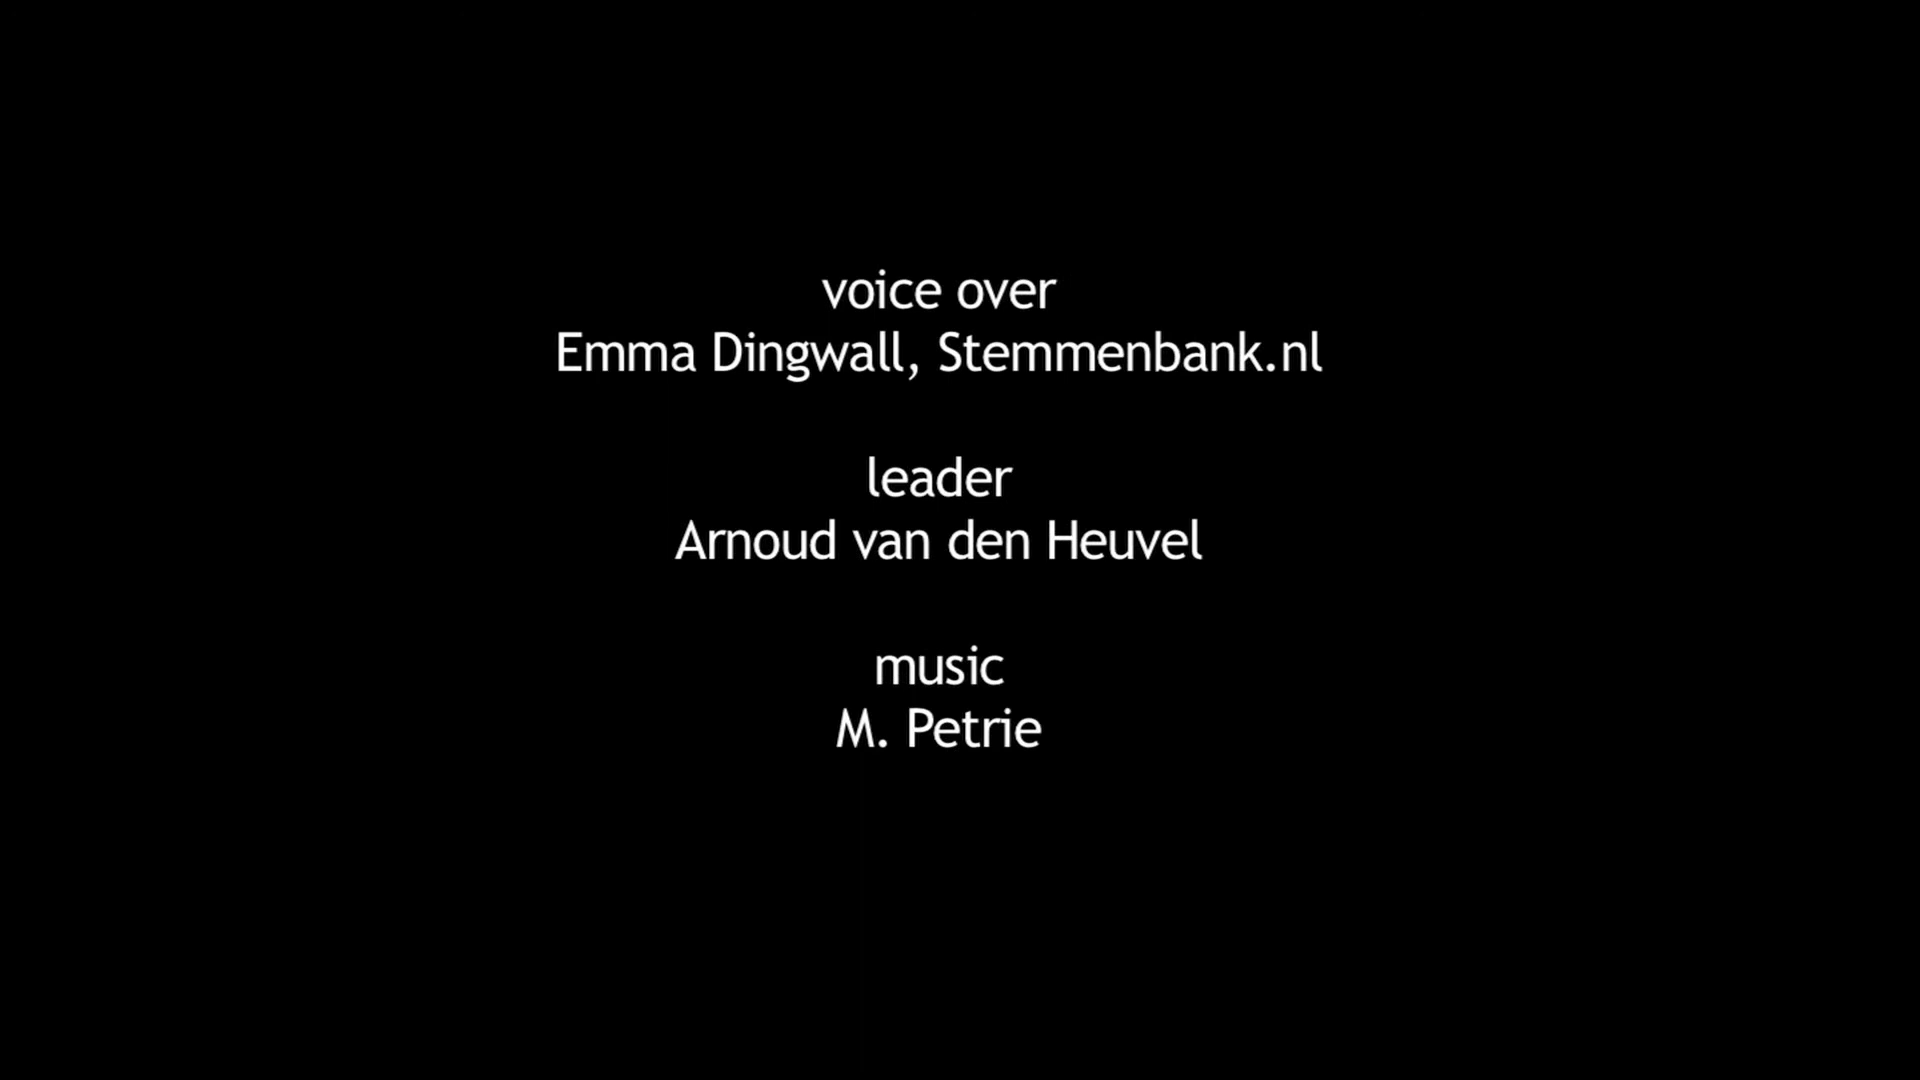 voice over
Emma Dingwall, Stemmenbank.nl
leader
Arnoud van den Heuvel
music
M. Petrie